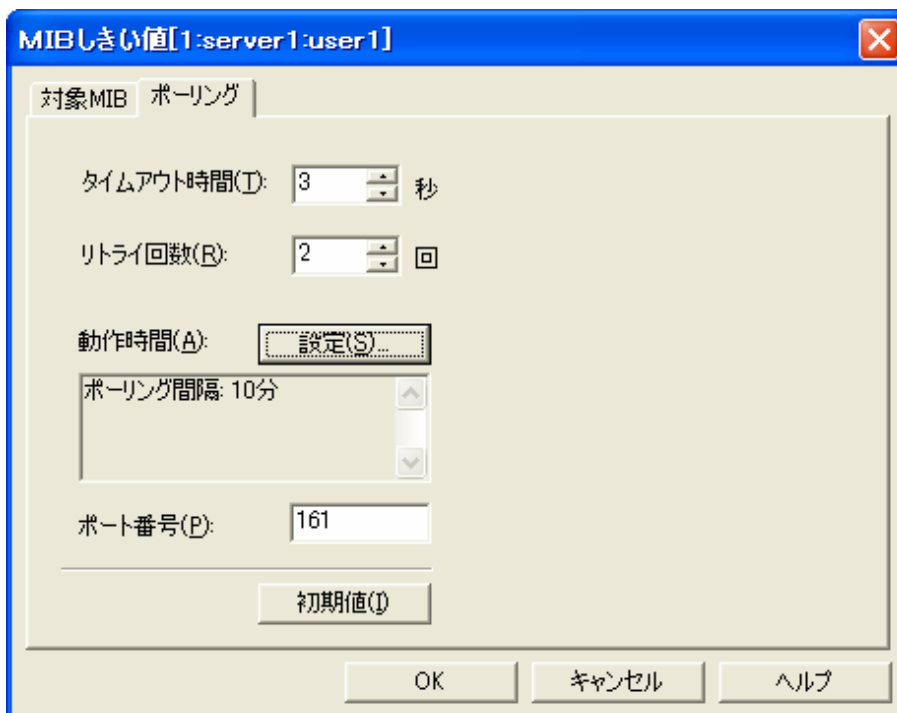 MIBしきい値[1:server1:user1]
対象MIB ポーリング
タイムアウト時間(T): 3 秒
リトライ回数(R): 2 回
動作時間(A): 設定(S)...
ポーリング間隔: 10分
ポート番号(P): 161
初期値(I)
OK キャンセル ヘルプ